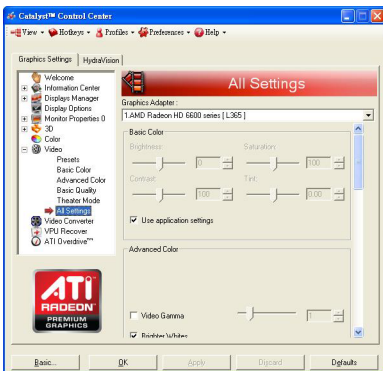 Catalyst™ Control Center
View Hotkeys Profiles Preferences Help
Graphics Settings HydraVision
Welcome
Information Center
Displays Manager
Display Options
Monitor Properties 0
3D
Color
Video
Presets
Basic Color
Advanced Color
Basic Quality
Theater Mode
All Settings
Video Converter
VPU Recover
ATI Overdrive™
ATI
RADEON
PREMIUM
GRAPHICS
All Settings
Graphics Adapter :
1.AMD Radeon HD 6600 series [ L365 ]
Basic Color
Brightness: 0 Saturation: 100
Contrast: 100 Tint: 0.00
Use application settings
Advanced Color
Video Gamma 1
Brighter Whites
Basic... OK Apply Discard Defaults